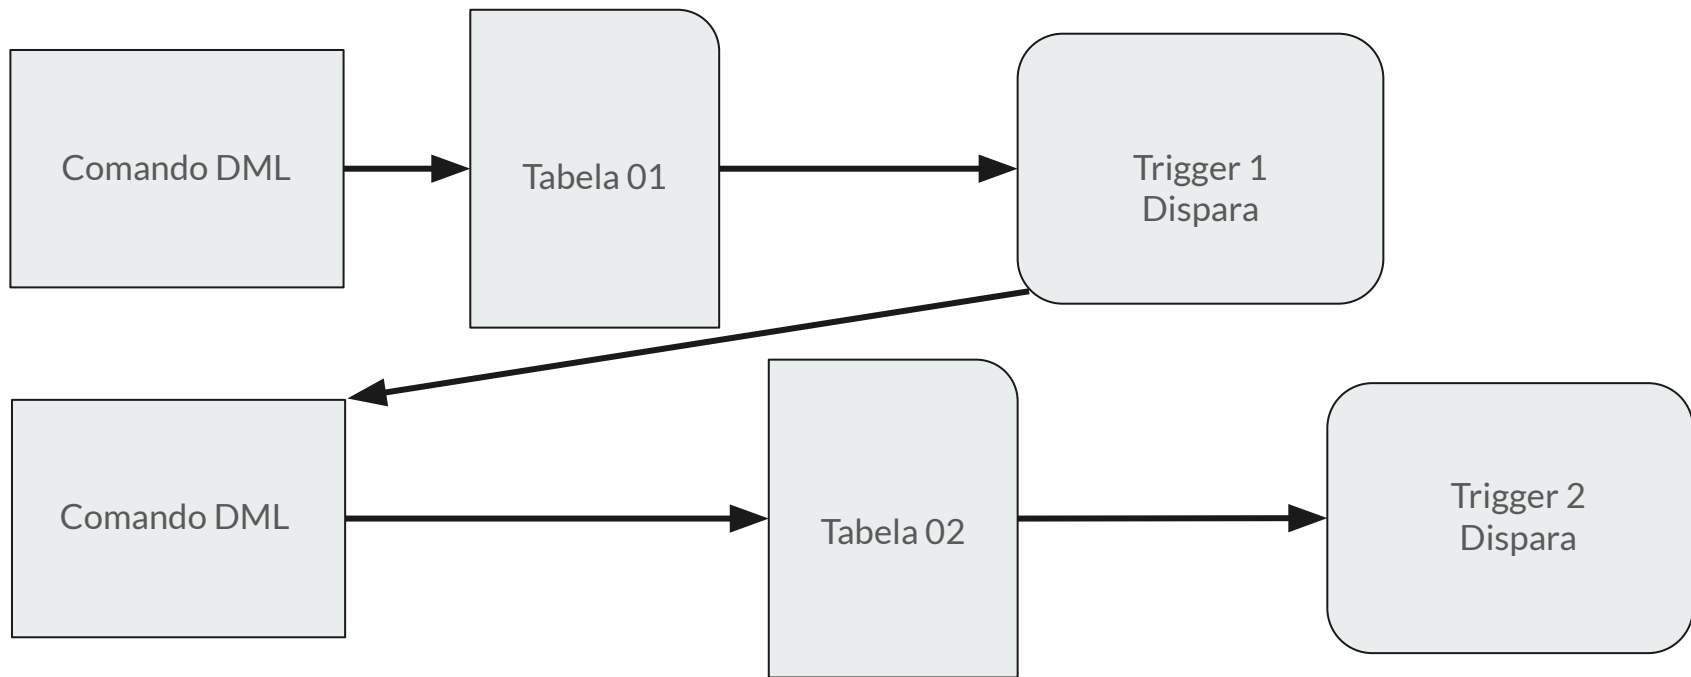 Comando DML
Tabela 01
Trigger 1
Dispara
Comando DML
Tabela 02
Trigger 2
Dispara